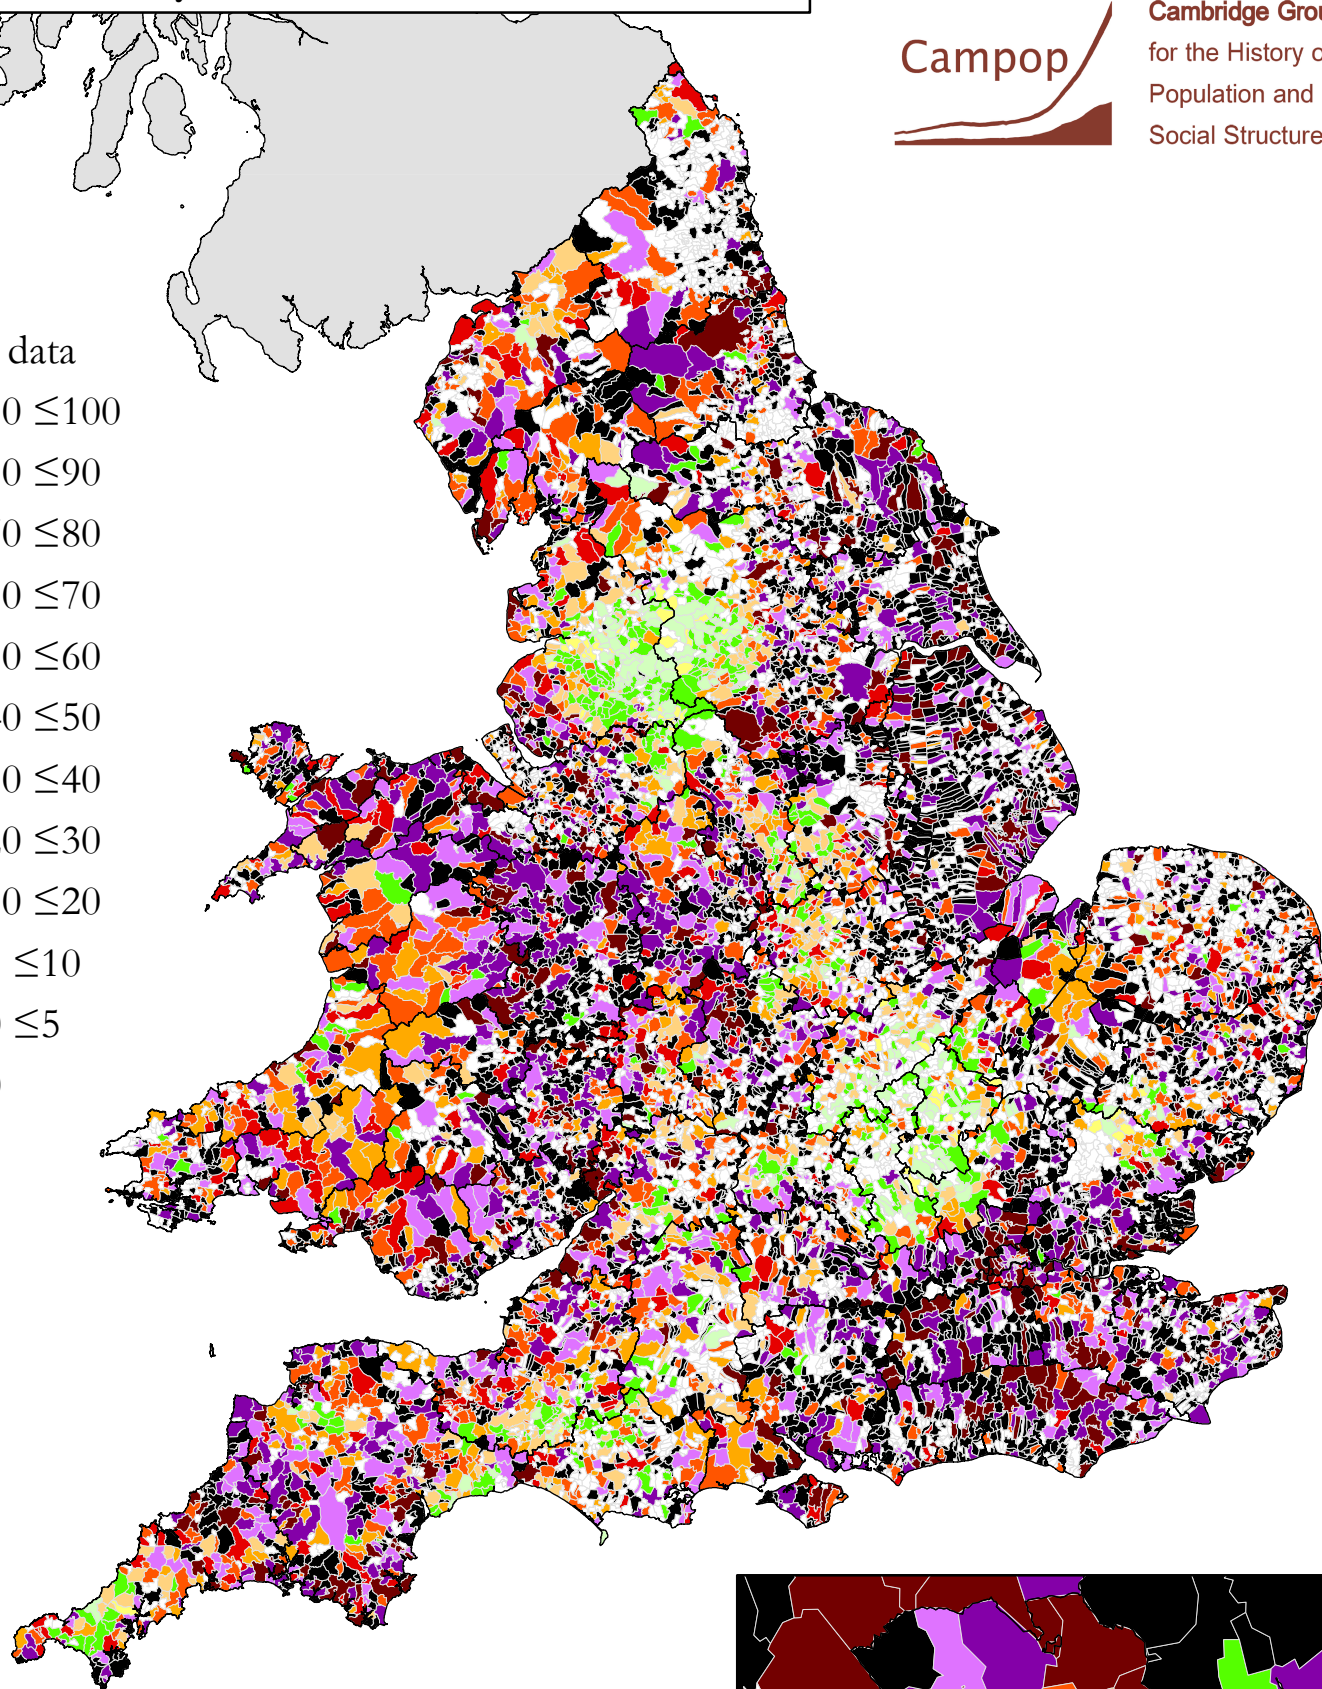 Campop
Cambridge Grou
for the History o
Population and
Social Structure
data
0 ≤100
0 ≤90
0 ≤80
0 ≤70
0 ≤60
0 ≤50
0 ≤40
0 ≤30
0 ≤20
≤10
≤5